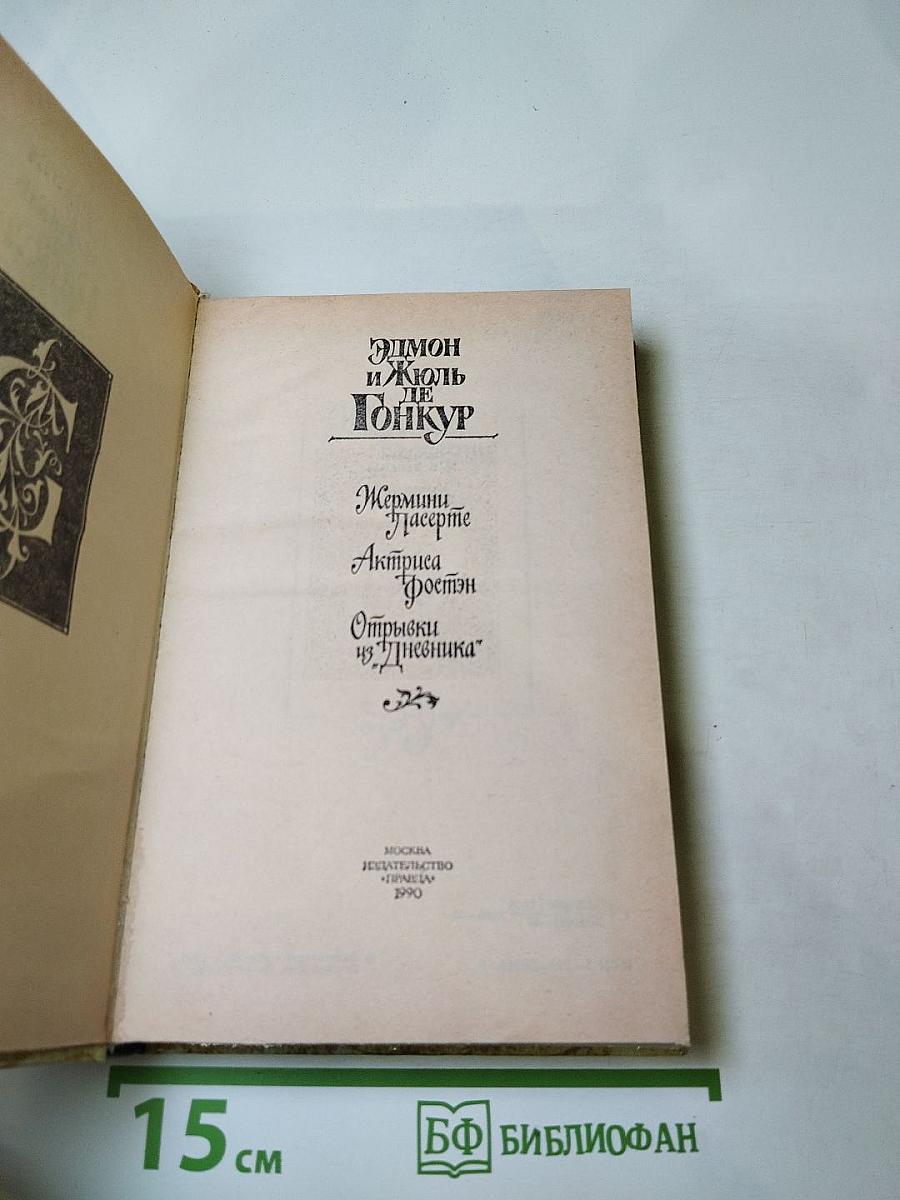 Эдмон
и Жюль
де
Гонкур
Жермини
Ласерте
Актриса
Фостэн
Отрывки
из „Дневника"
МОСКВА
ИЗДАТЕЛЬСТВО
«ПРАВДА»
1990
15 см
БФ БИБЛИОФАН